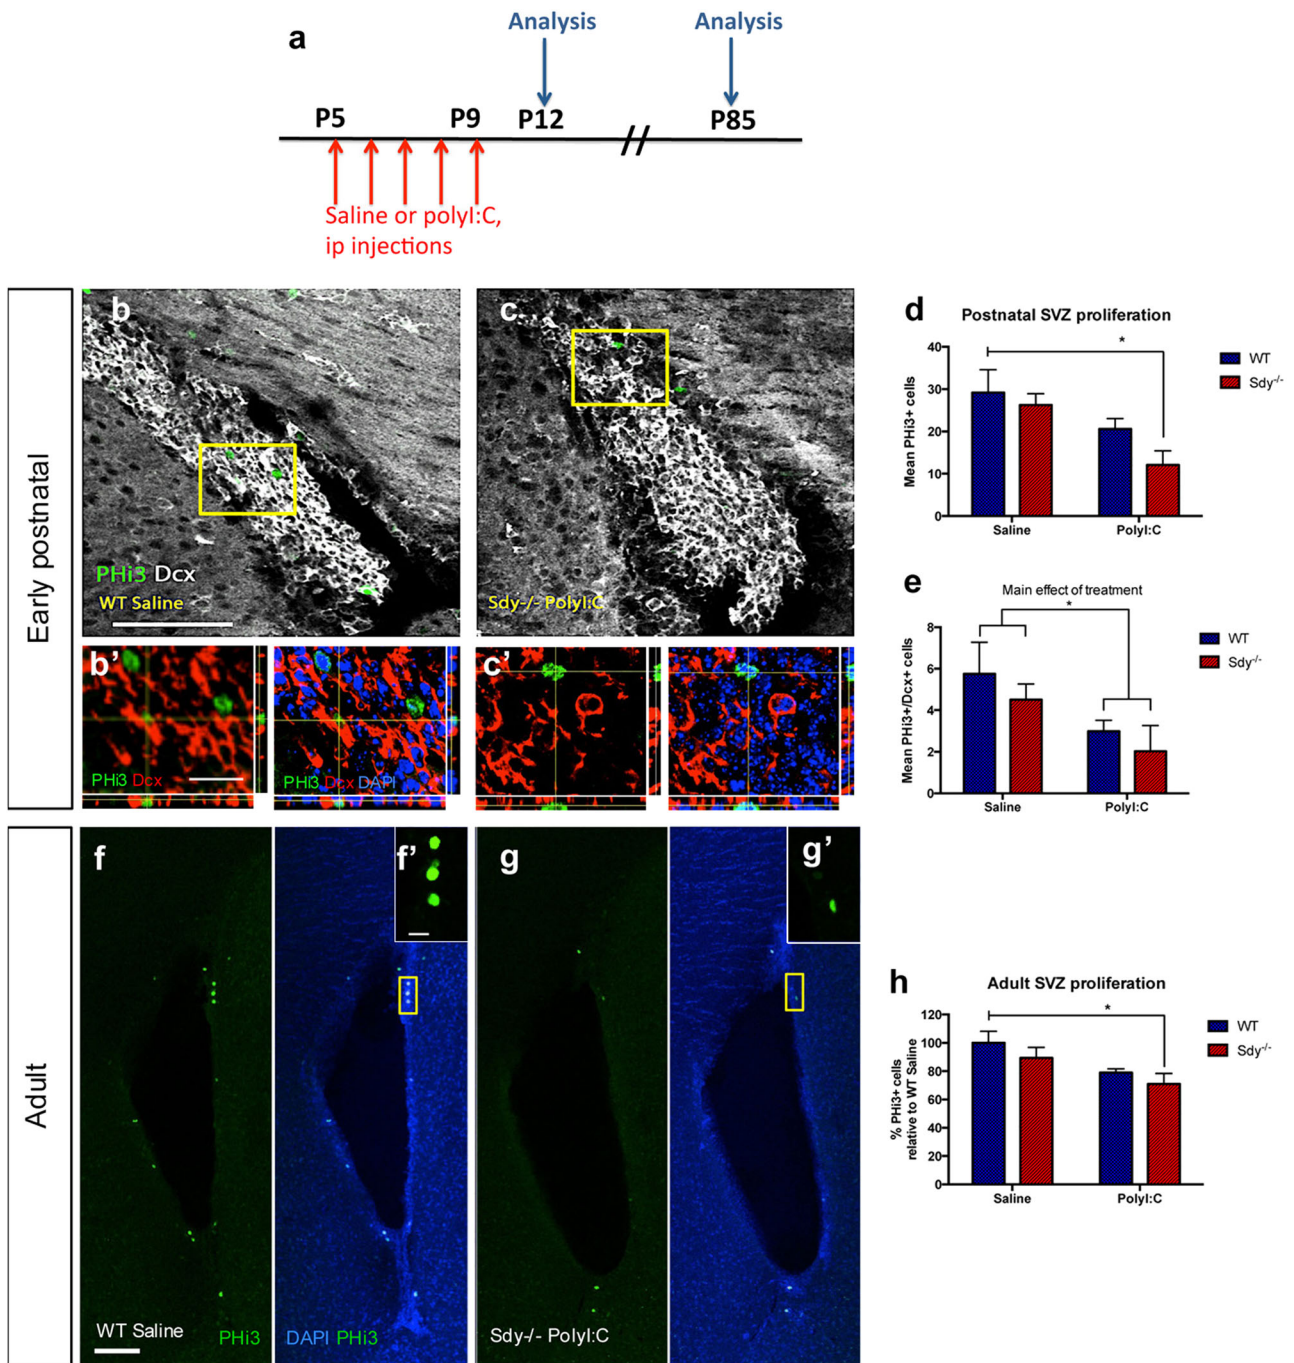 a
Analysis
Analysis
P5
P9
P12
P85
Saline or polyI:C,
ip injections
Early postnatal
b
PHi3 Dcx
WT Saline
c
Sdy-/- PolyI:C
b’
PHi3 Dcx
PHi3 Dcx DAPI
c’
d
Postnatal SVZ proliferation
*
Mean PHi3+ cells
40
30
20
10
0
Saline
PolyI:C
WT
Sdy-/-
e
Main effect of treatment
*
Mean PHi3+/Dcx+ cells
8
6
4
2
0
Saline
PolyI:C
WT
Sdy-/-
Adult
f
WT Saline
PHi3
f’
DAPI PHi3
g
Sdy-/- PolyI:C
g’
h
Adult SVZ proliferation
*
% PHi3+ cells
relative to WT Saline
120
100
80
60
40
20
0
Saline
PolyI:C
WT
Sdy-/-